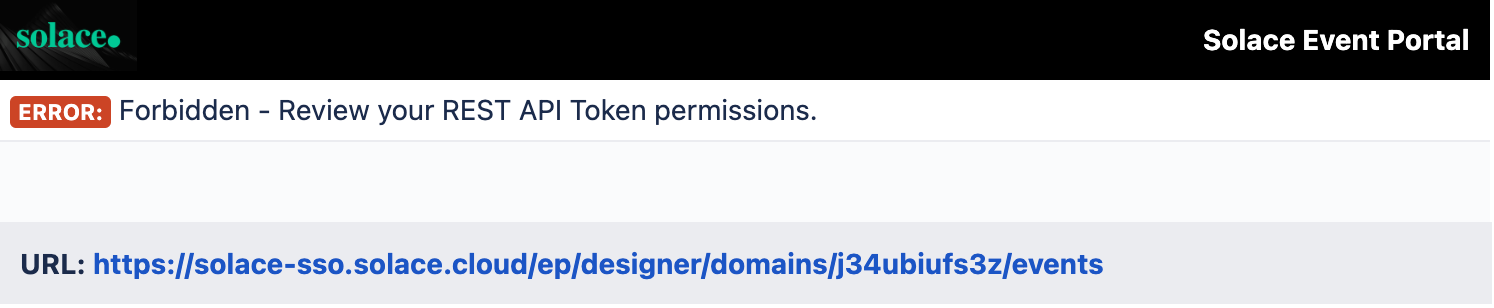 solace.
Solace Event Portal
ERROR: Forbidden - Review your REST API Token permissions.
URL: https://solace-sso.solace.cloud/ep/designer/domains/j34ubiufs3z/events